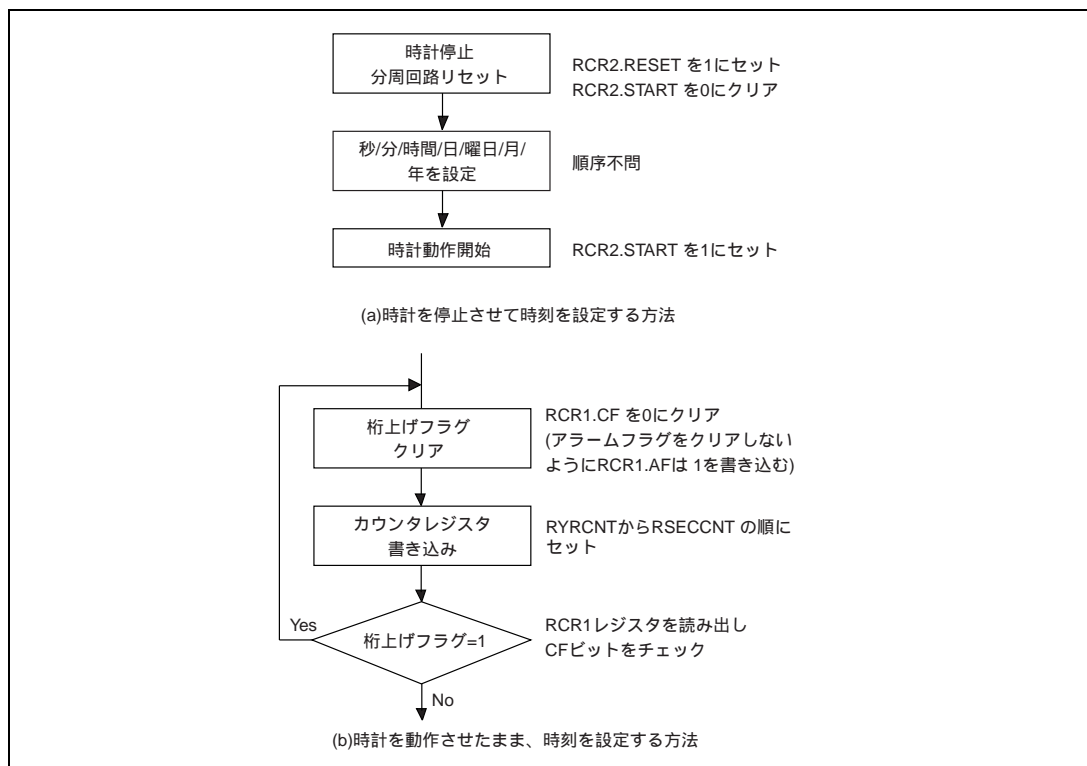 時計停止
分周回路リセット
RCR2.RESET を1にセット
RCR2.START を0にクリア
秒/分/時間/日/曜日/月/
年を設定
順序不問
時計動作開始
RCR2.START を1にセット
(a)時計を停止させて時刻を設定する方法
桁上げフラグ
クリア
RCR1.CF を0にクリア
(アラームフラグをクリアしない
ようにRCR1.AFは 1を書き込む)
カウンタレジスタ
書き込み
RYRCNTからRSECCNT の順に
セット
Yes
桁上げフラグ=1
RCR1レジスタを読み出し
CFビットをチェック
No
(b)時計を動作させたまま、時刻を設定する方法